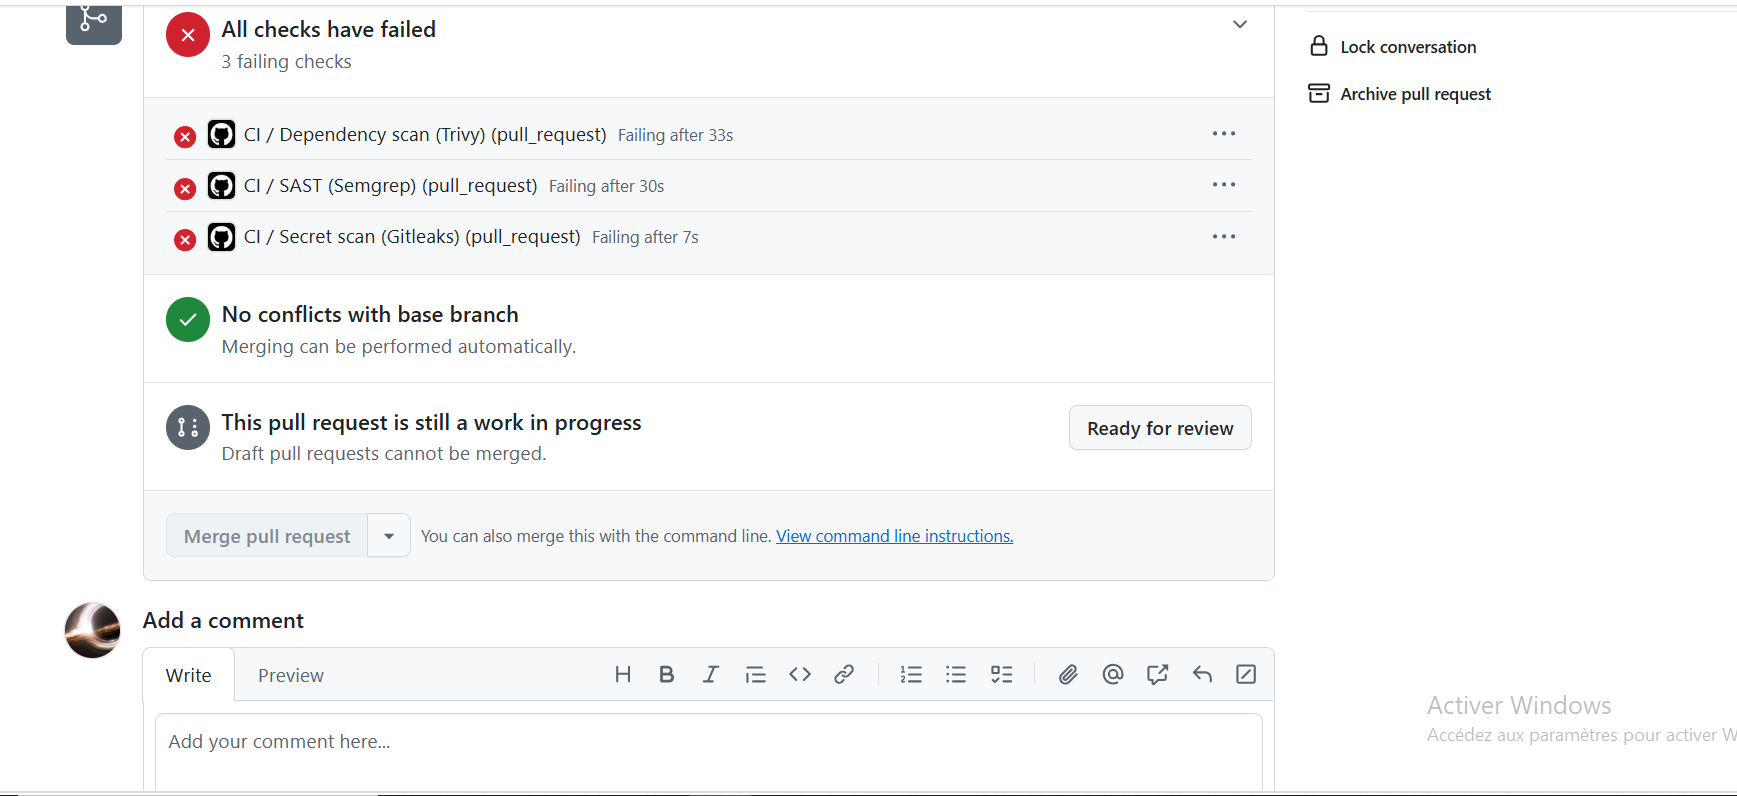 All checks have failed
3 failing checks
Lock conversation
Archive pull request
CI / Dependency scan (Trivy) (pull_request) Failing after 33s
CI / SAST (Semgrep) (pull_request) Failing after 30s
CI / Secret scan (Gitleaks) (pull_request) Failing after 7s
No conflicts with base branch
Merging can be performed automatically.
This pull request is still a work in progress
Draft pull requests cannot be merged.
Ready for review
Merge pull request
You can also merge this with the command line. View command line instructions.
Add a comment
Write
Preview
Add your comment here...
Activer Windows
Accédez aux paramètres pour activer W